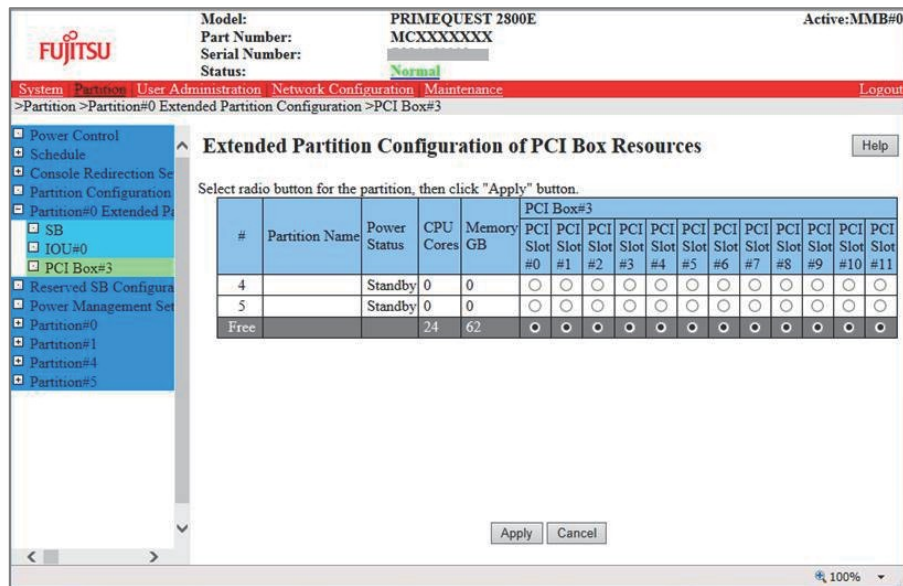 FUJITSU
Model: PRIMEQUEST 2800E Active:MMB#0
Part Number: MCXXXXXXX
Serial Number:
Status: Normal
System Partition User Administration Network Configuration Maintenance Logout
>Partition >Partition#0 Extended Partition Configuration >PCI Box#3
Power Control
Schedule
Console Redirection Se
Partition Configuration
Partition#0 Extended Pa
SB
IOU#0
PCI Box#3
Reserved SB Configura
Power Management Set
Partition#0
Partition#1
Partition#4
Partition#5
Extended Partition Configuration of PCI Box Resources
Help
Select radio button for the partition, then click "Apply" button.
PCI Box#3
# Partition Name Power Status CPU Cores Memory GB PCI Slot #0 PCI Slot #1 PCI Slot #2 PCI Slot #3 PCI Slot #4 PCI Slot #5 PCI Slot #6 PCI Slot #7 PCI Slot #8 PCI Slot #9 PCI Slot #10 PCI Slot #11
4 Standby 0 0
5 Standby 0 0
Free 24 62
Apply Cancel
100%